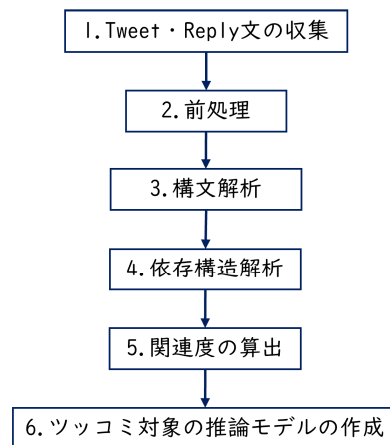 1.Tweet・Reply文の収集
2.前処理
3.構文解析
4.依存構造解析
5.関連度の算出
6.ツッコミ対象の推論モデルの作成